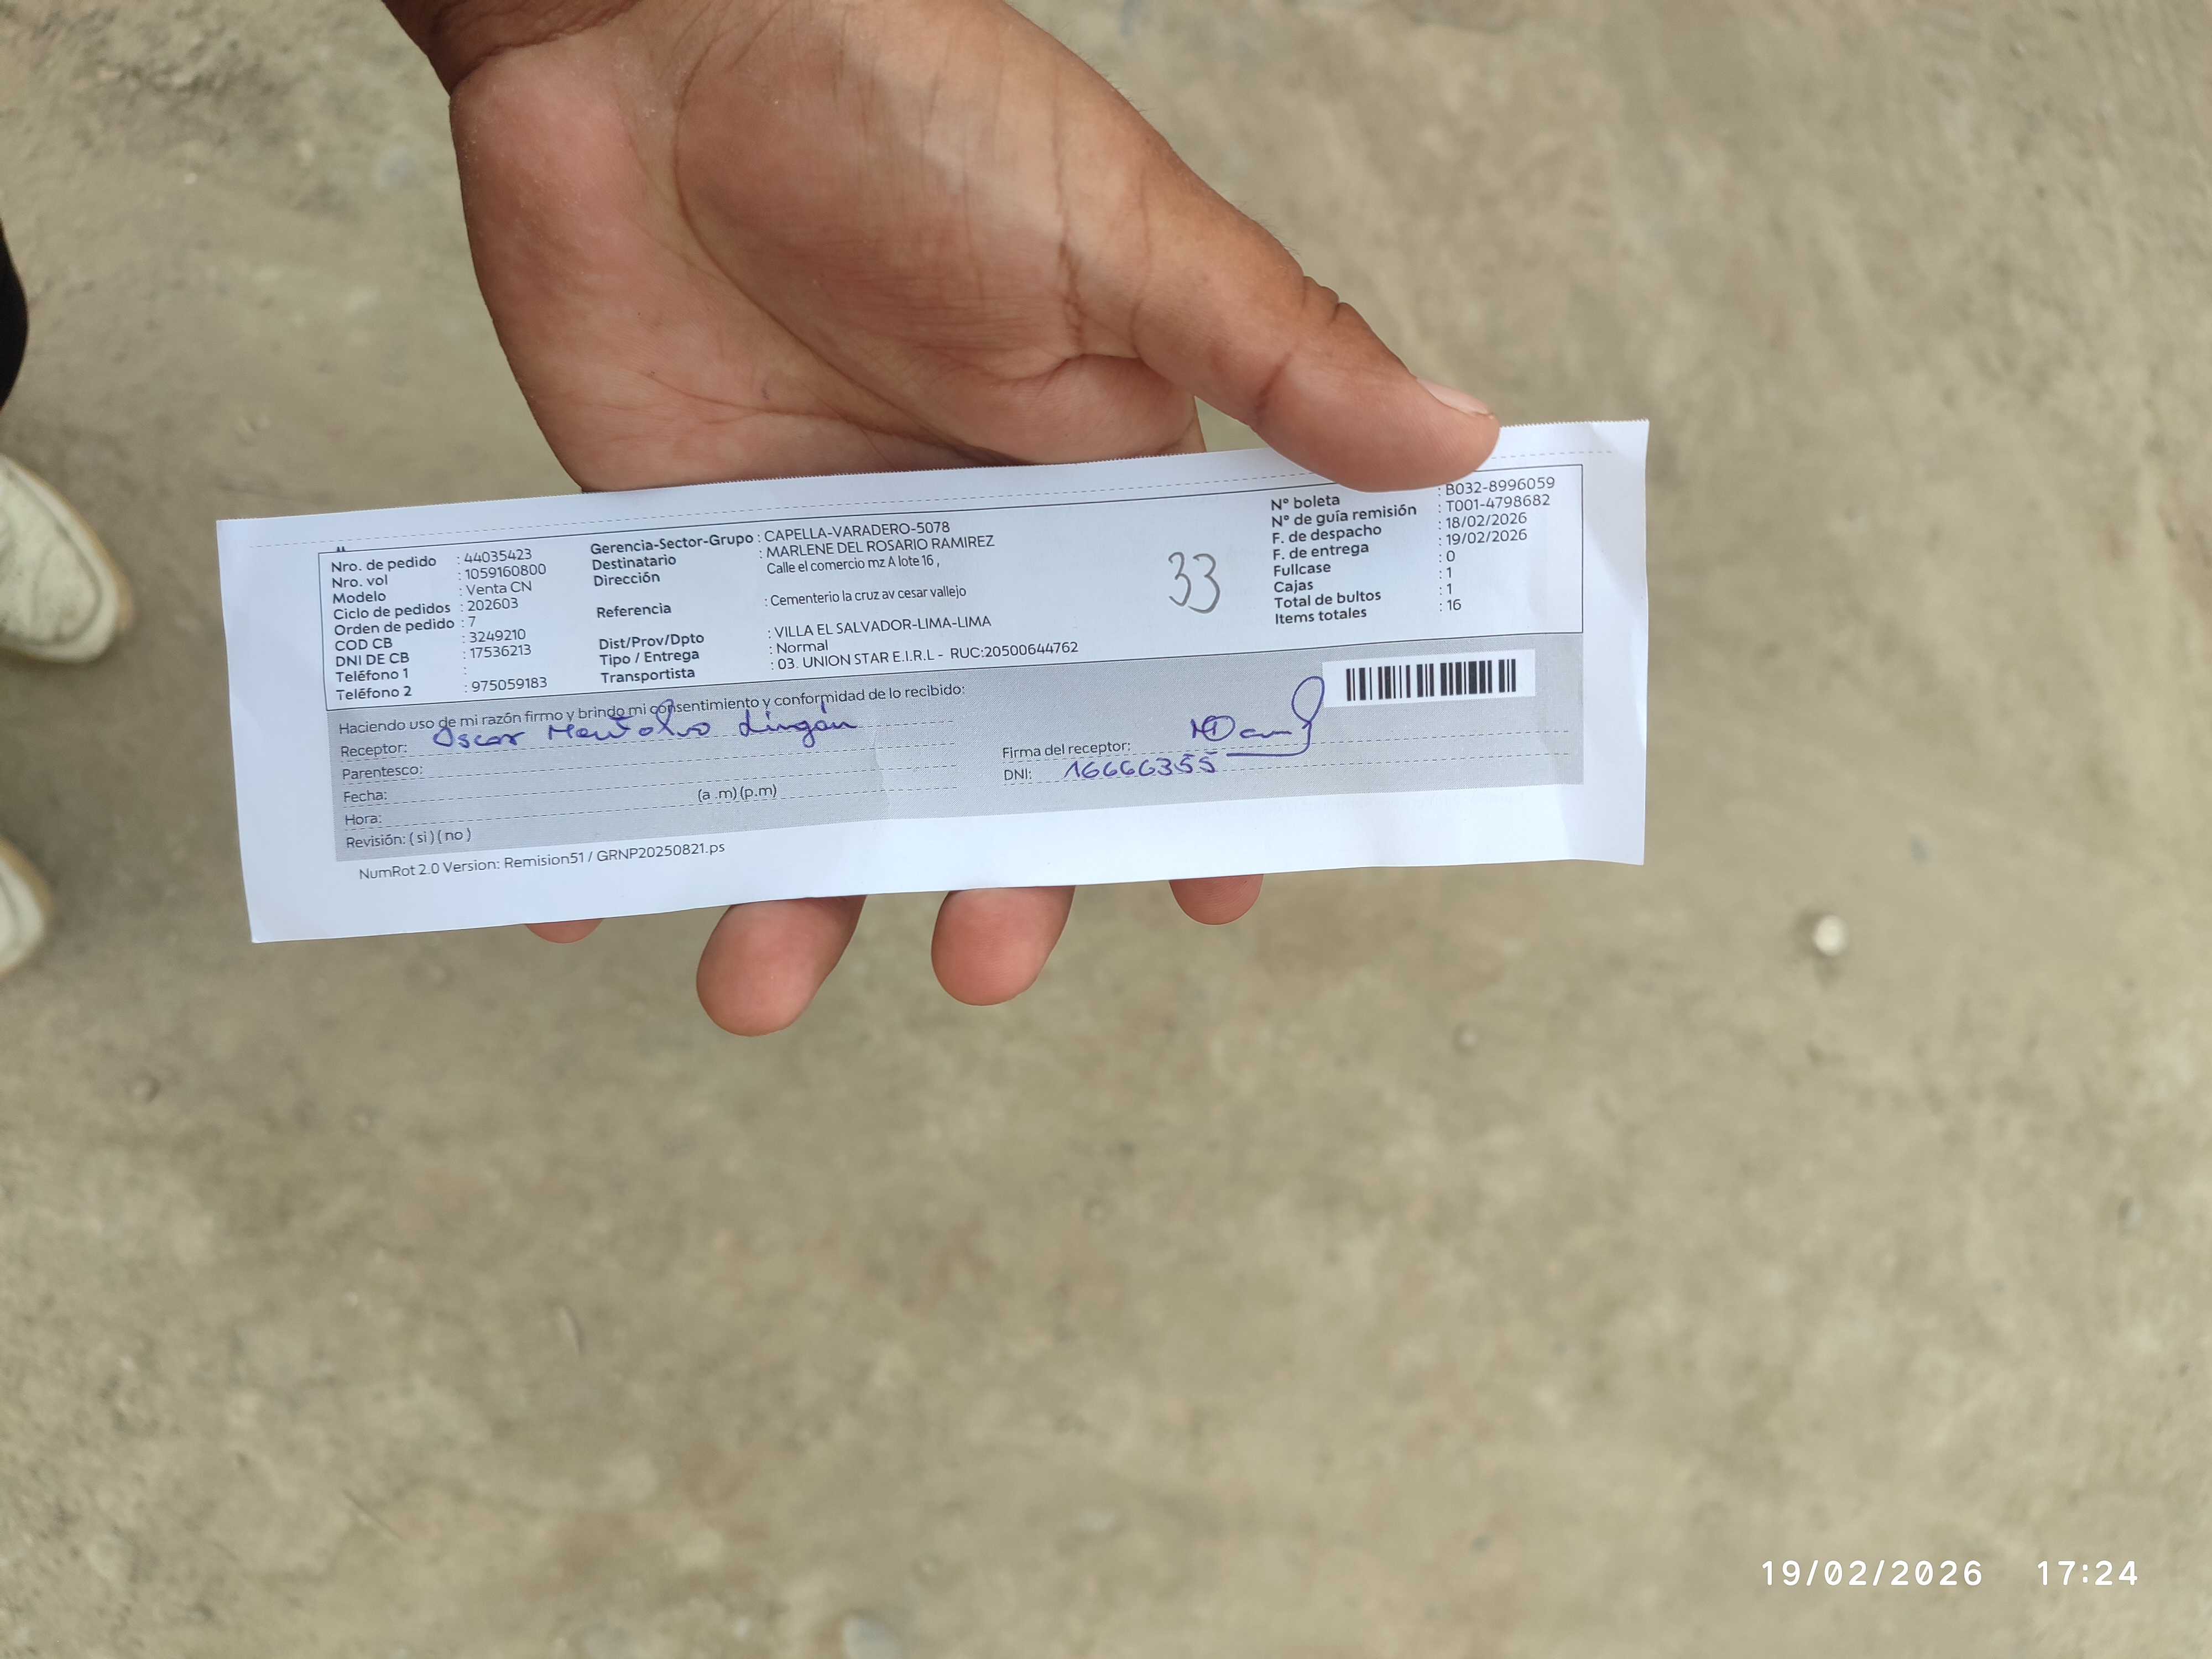 Nro. de pedido : 44035423
Nro. vol : 1059160800
Modelo : Venta CN
Ciclo de pedidos : 202603
Orden de pedido : 7
COD CB : 3249210
DNI DE CB : 17536213
Teléfono 1 :
Teléfono 2 : 975059183
Gerencia-Sector-Grupo : CAPELLA-VARADERO-5078
Destinatario : MARLENE DEL ROSARIO RAMIREZ
Dirección Calle el comercio mz A lote 16 ,
Referencia : Cementerio la cruz av cesar vallejo
Dist/Prov/Dpto : VILLA EL SALVADOR-LIMA-LIMA
Tipo / Entrega : Normal
Transportista : 03. UNION STAR E.I.R.L - RUC:20500644762
33
N° boleta : B032-8996059
N° de guía remisión : T001-4798682
F. de despacho : 18/02/2026
F. de entrega : 19/02/2026
Fullcase : 0
Cajas : 1
Total de bultos : 1
Items totales : 16
Haciendo uso de mi razón firmo y brindo mi consentimiento y conformidad de lo recibido:
Receptor: Oscar Lingán
Parentesco:
Fecha:
Hora: (a .m) (p.m)
Revisión: ( si ) ( no )
Firma del receptor:
DNI: 16666355
NumRot 2.0 Version: Remision51 / GRNP20250821.ps
19/02/2026 17:24